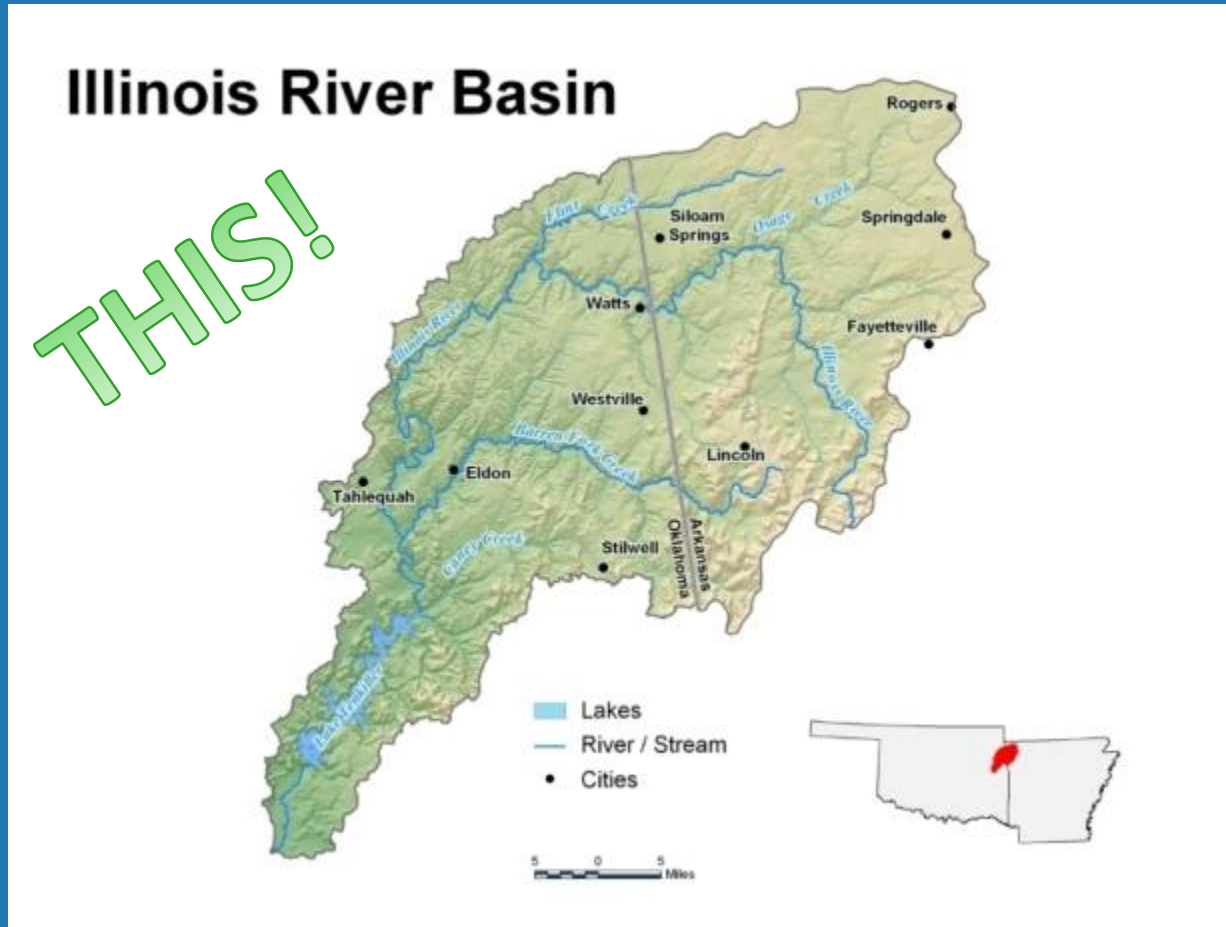 Illinois River Basin
THIS!
Rogers
Flint Creek
Siloam
Springs
Osage Creek
Springdale
Watts
Illinois River
Fayetteville
Illinois River
Westville
Barren Fork Creek
Lincoln
Eldon
Tahlequah
Caney Creek
Stilwell
Oklahoma
Arkansas
Lake Tenkiller
Lakes
River / Stream
Cities
5 0 5
Miles